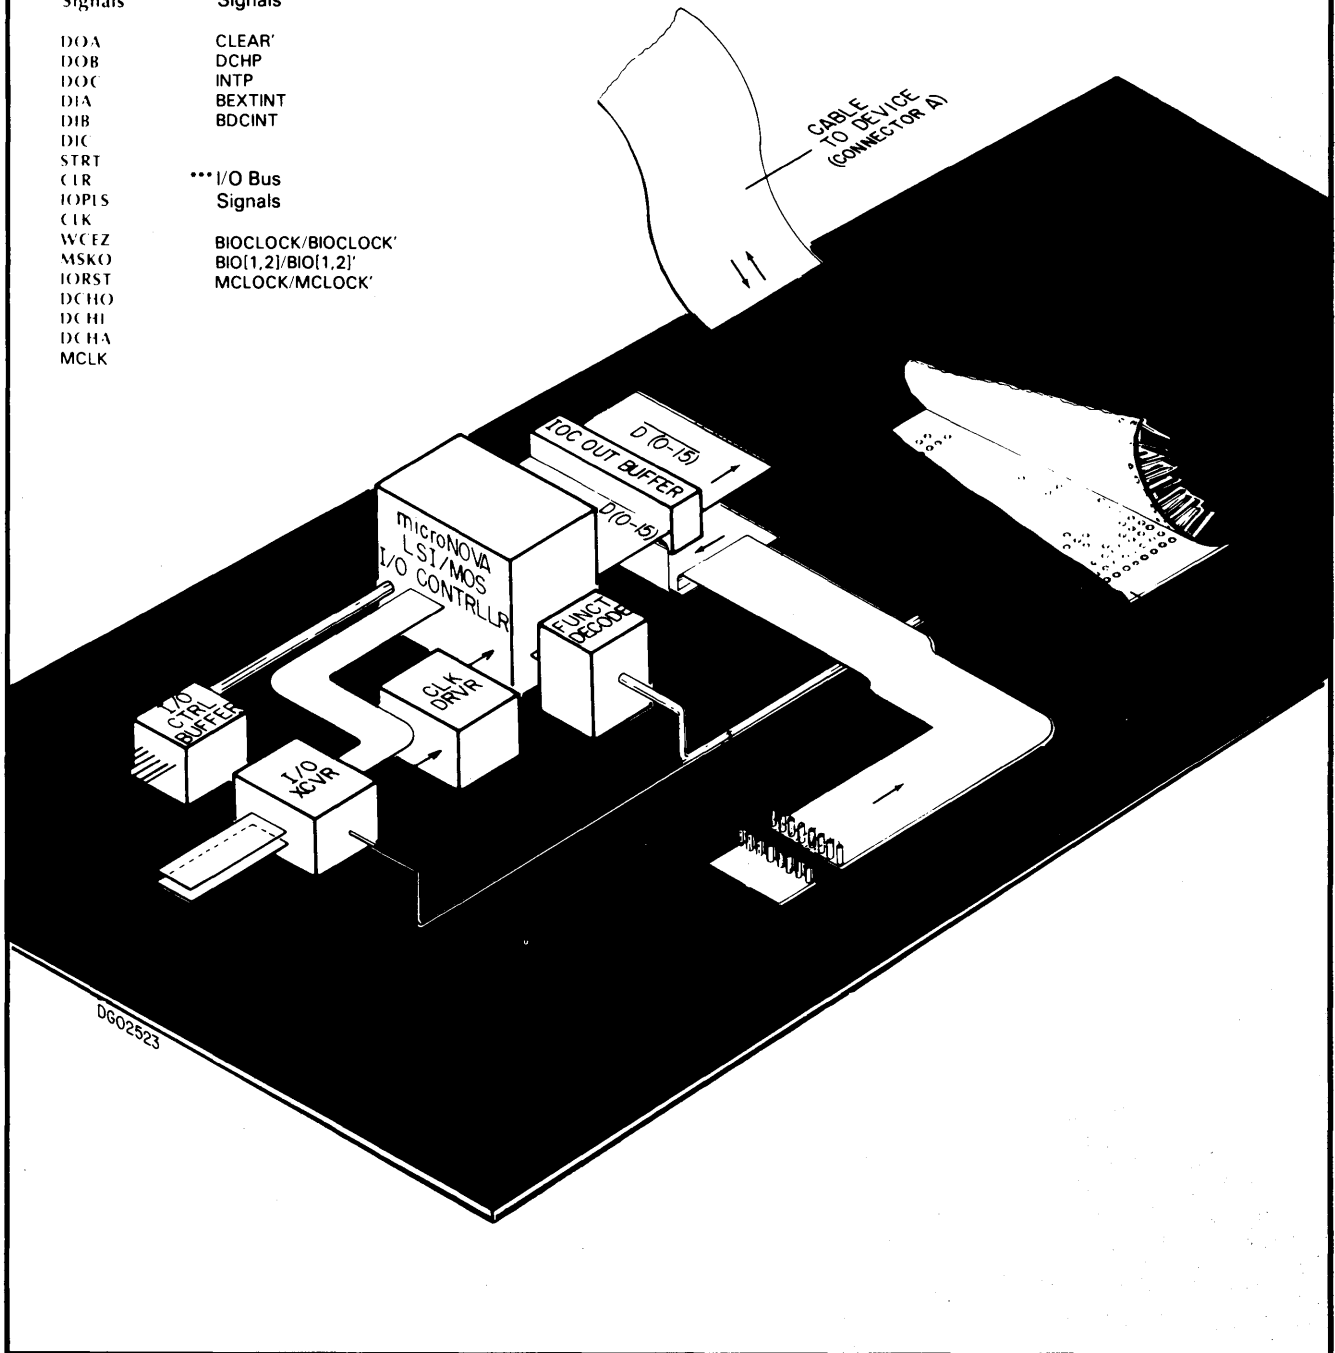 Signals
Signals
DOA
DOB
DOC
DIA
DIB
DIC
STRT
CLR
IOPLS
CLK
WCEZ
MSKO
IORST
DCHO
DCHI
DCHA
MCLK
CLEAR'
DCHP
INTP
BEXTINT
BDCINT
•••I/O Bus
Signals
BIOCLOCK/BIOCLOCK'
BIO[1,2]/BIO[1,2]'
MCLOCK/MCLOCK'
CABLE
TO DEVICE
(CONNECTOR A)
IOC OUT BUFFER
D (0-15)
D(0-15)
microNOVA
LSI/MOS
I/O CONTRLLR
FUNCT
DECODE
CLK
DRVR
I/O
CTRL
BUFFER
I/O
XCVR
DG02523